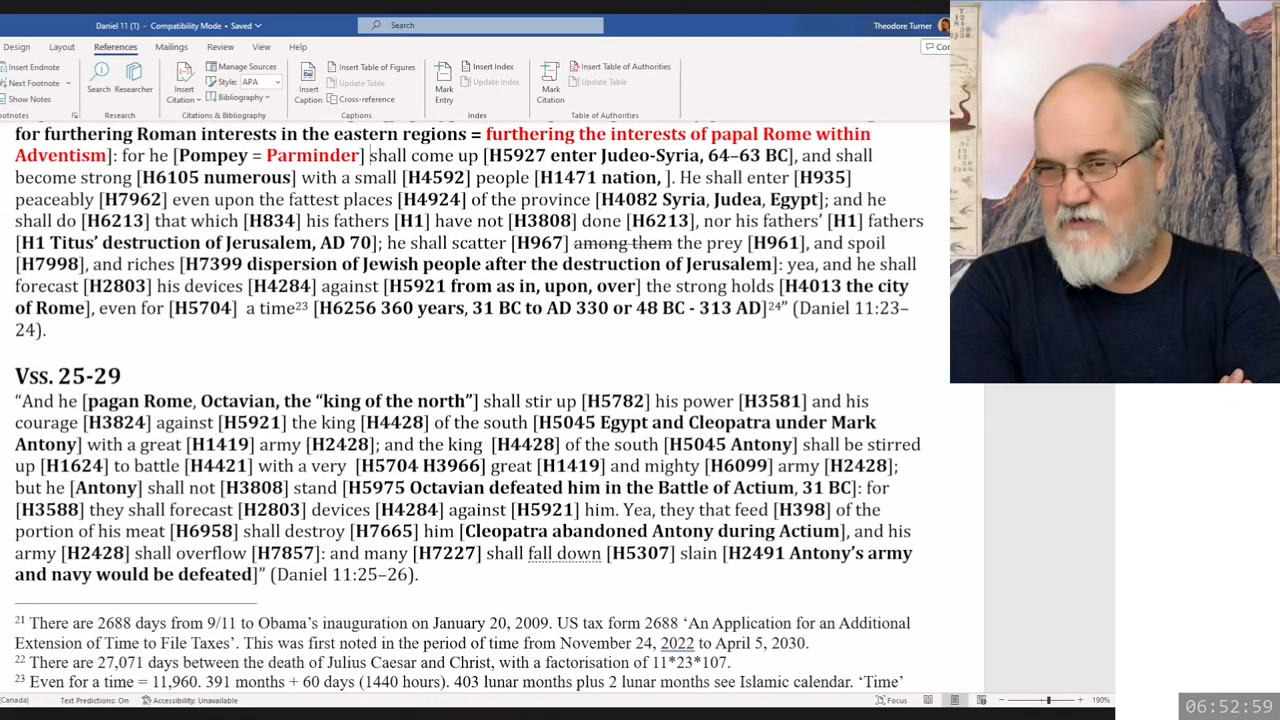 Daniel 11 (1) - Compatibility Mode • Saved
Search
Theodore Turner
Design Layout References Mailings Review View Help
Insert Endnote
Next Footnote
Show Notes
Search
Researcher
Insert
Citation
Manage Sources
Style: APA
Bibliography
Insert
Caption
Insert Table of Figures
Update Table
Cross-reference
Mark
Entry
Insert Index
Update Index
Mark
Citation
Insert Table of Authorities
Update Table
ootnotes
Research
Citations & Bibliography
Captions
Index
Table of Authorities
for furthering Roman interests in the eastern regions = furthering the interests of papal Rome within
Adventism]: for he [Pompey = Parminder] shall come up [H5927 enter Judeo-Syria, 64–63 BC], and shall
become strong [H6105 numerous] with a small [H4592] people [H1471 nation, ]. He shall enter [H935]
peaceably [H7962] even upon the fattest places [H4924] of the province [H4082 Syria, Judea, Egypt]; and he
shall do [H6213] that which [H834] his fathers [H1] have not [H3808] done [H6213], nor his fathers’ [H1] fathers
[H1 Titus’ destruction of Jerusalem, AD 70]; he shall scatter [H967] among them the prey [H961], and spoil
[H7998], and riches [H7399 dispersion of Jewish people after the destruction of Jerusalem]: yea, and he shall
forecast [H2803] his devices [H4284] against [H5921 from as in, upon, over] the strong holds [H4013 the city
of Rome], even for [H5704] a time23 [H6256 360 years, 31 BC to AD 330 or 48 BC - 313 AD]24” (Daniel 11:23–
24).
Vss. 25-29
“And he [pagan Rome, Octavian, the “king of the north”] shall stir up [H5782] his power [H3581] and his
courage [H3824] against [H5921] the king [H4428] of the south [H5045 Egypt and Cleopatra under Mark
Antony] with a great [H1419] army [H2428]; and the king [H4428] of the south [H5045 Antony] shall be stirred
up [H1624] to battle [H4421] with a very [H5704 H3966] great [H1419] and mighty [H6099] army [H2428];
but he [Antony] shall not [H3808] stand [H5975 Octavian defeated him in the Battle of Actium, 31 BC]: for
[H3588] they shall forecast [H2803] devices [H4284] against [H5921] him. Yea, they that feed [H398] of the
portion of his meat [H6958] shall destroy [H7665] him [Cleopatra abandoned Antony during Actium], and his
army [H2428] shall overflow [H7857]: and many [H7227] shall fall down [H5307] slain [H2491 Antony’s army
and navy would be defeated]” (Daniel 11:25–26).
21 There are 2688 days from 9/11 to Obama’s inauguration on January 20, 2009. US tax form 2688 ‘An Application for an Additional
Extension of Time to File Taxes’. This was first noted in the period of time from November 24, 2022 to April 5, 2030.
22 There are 27,071 days between the death of Julius Caesar and Christ, with a factorisation of 11*23*107.
23 Even for a time = 11,960. 391 months + 60 days (1440 hours). 403 lunar months plus 2 lunar months see Islamic calendar. ‘Time’
(Canada)
Text Predictions: On
Accessibility: Unavailable
Focus
190%
06:52:59